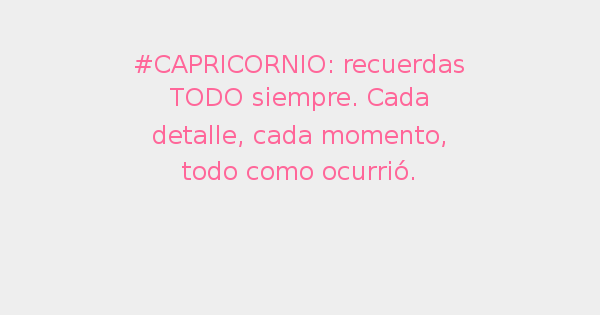 #CAPRICORNIO: recuerdas
TODO siempre. Cada
detalle, cada momento,
todo como ocurrió.